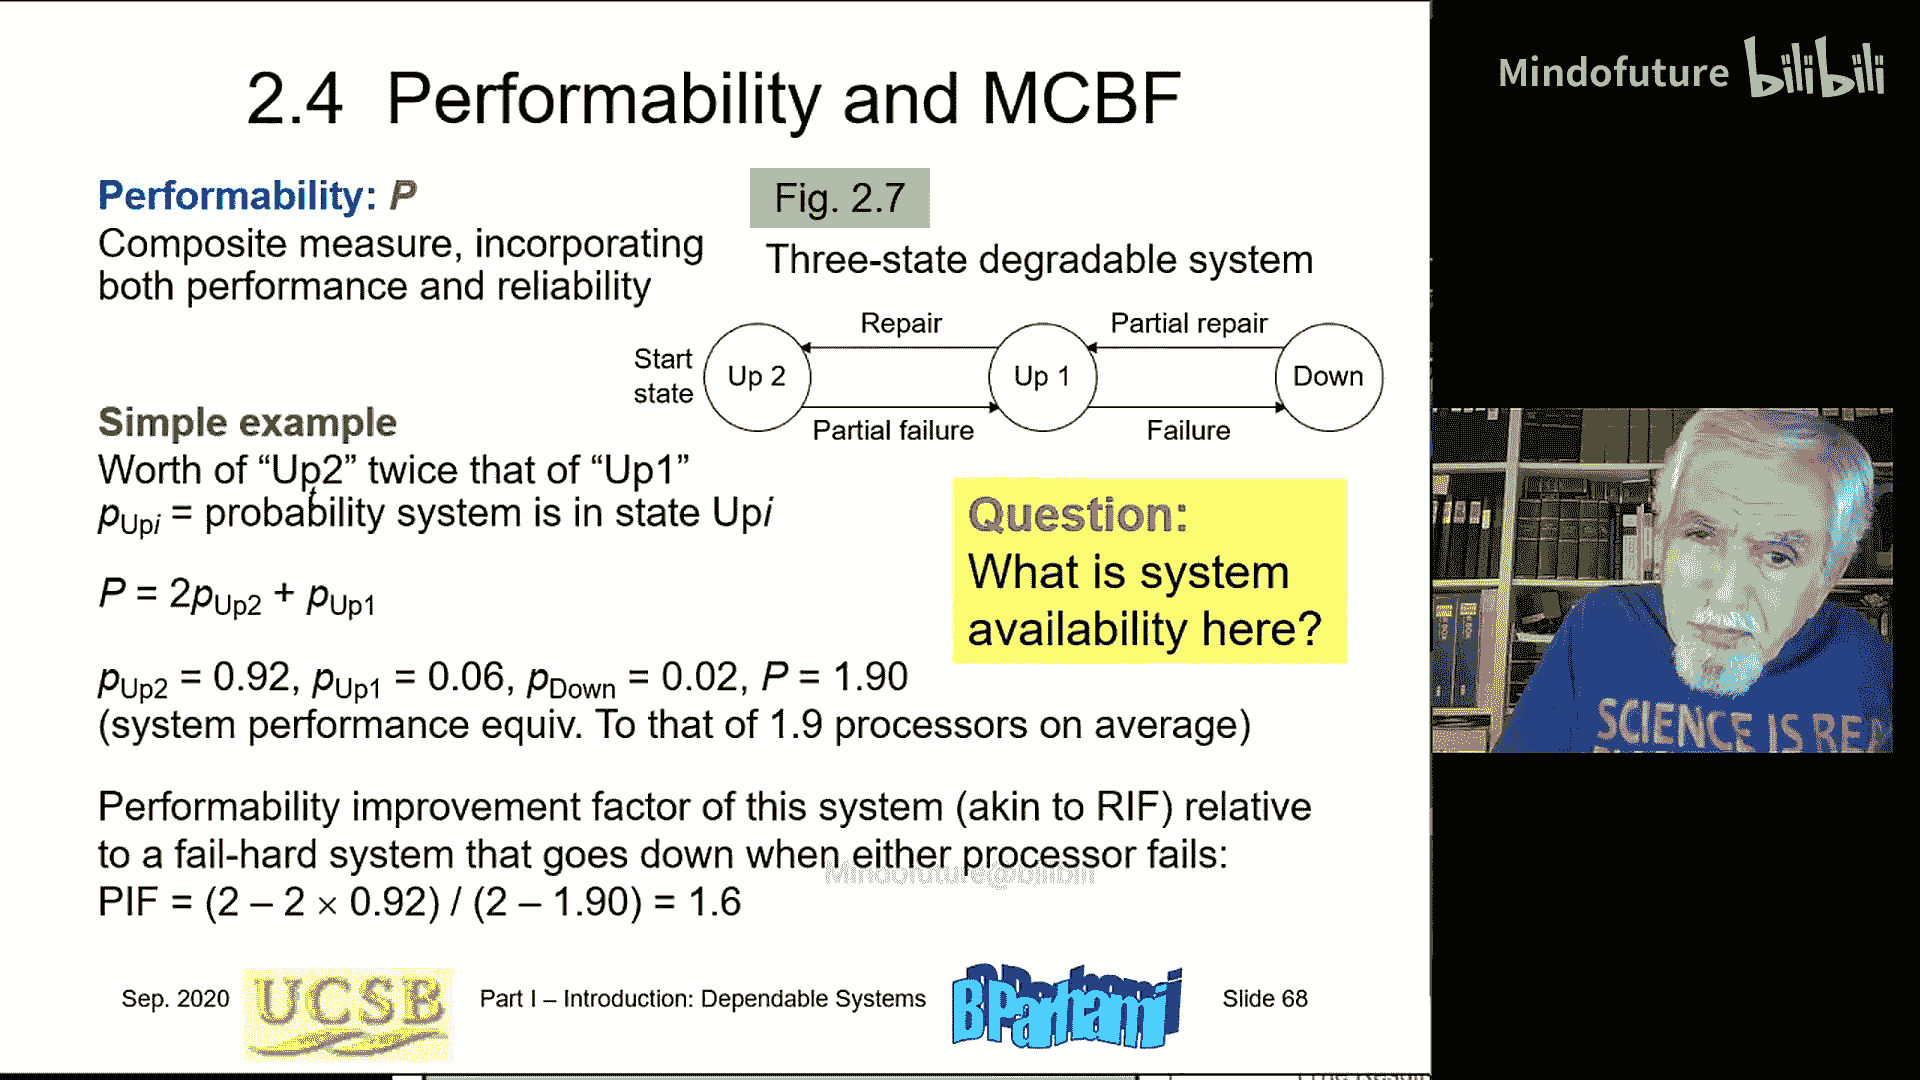 Mindofuture bilibili
2.4 Performability and MCBF
Performability: P
Composite measure, incorporating
both performance and reliability
Fig. 2.7
Three-state degradable system
Start
state
Up 2
Repair
Partial failure
Up 1
Partial repair
Failure
Down
Simple example
Worth of “Up2” twice that of “Up1”
pUpi = probability system is in state Upi
P = 2pUp2 + pUp1
Question:
What is system
availability here?
pUp2 = 0.92, pUp1 = 0.06, pDown = 0.02, P = 1.90
(system performance equiv. To that of 1.9 processors on average)
Performability improvement factor of this system (akin to RIF) relative
to a fail-hard system that goes down when either processor fails:
PIF = (2 – 2 × 0.92) / (2 – 1.90) = 1.6
Mindofuture@bilibili
Sep. 2020
UCSB
Part I – Introduction: Dependable Systems
B Parhami
Slide 68
SCIENCE IS REA